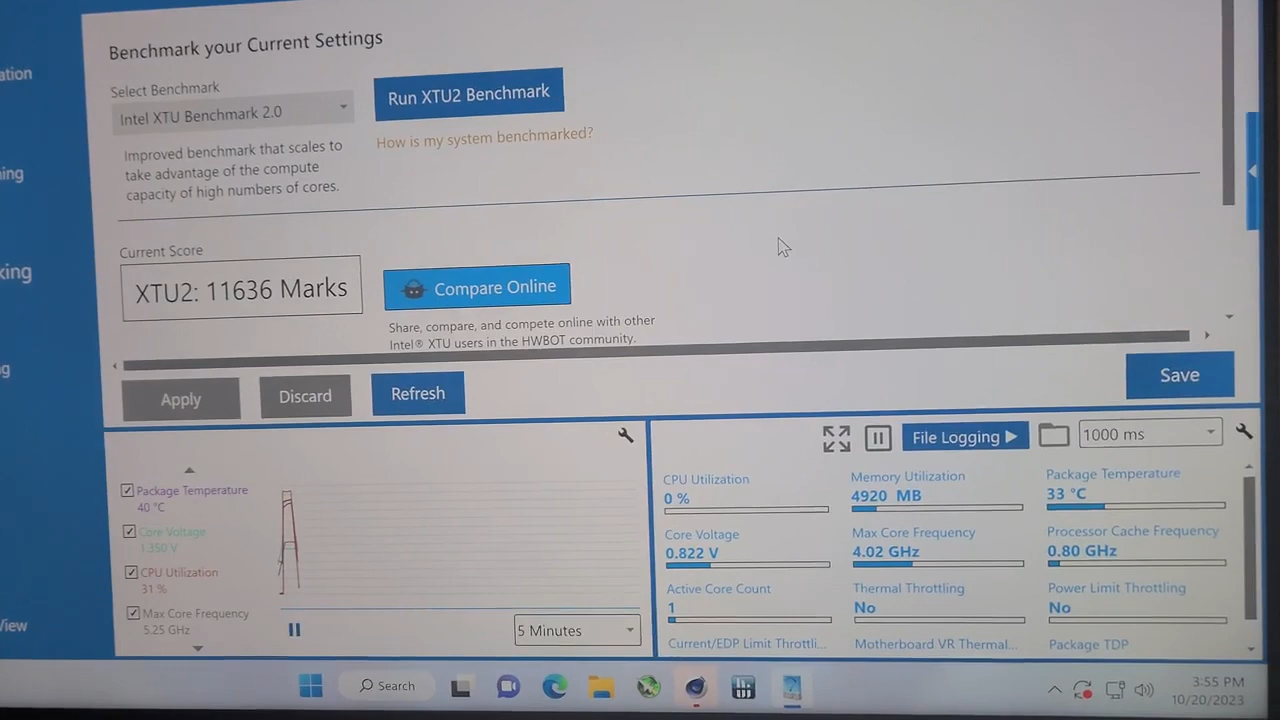 Benchmark your Current Settings
Select Benchmark
Intel XTU Benchmark 2.0
Run XTU2 Benchmark
How is my system benchmarked?
Improved benchmark that scales to
take advantage of the compute
capacity of high numbers of cores.
ation
ing
king
g
View
Current Score
XTU2: 11636 Marks
Compare Online
Share, compare, and compete online with other
Intel® XTU users in the HWBOT community.
Apply
Discard
Refresh
Save
Package Temperature
40 °C
Core Voltage
1.350 V
CPU Utilization
31 %
Max Core Frequency
5.25 GHz
5 Minutes
File Logging
1000 ms
CPU Utilization
0 %
Memory Utilization
4920 MB
Package Temperature
33 °C
Core Voltage
0.822 V
Max Core Frequency
4.02 GHz
Processor Cache Frequency
0.80 GHz
Active Core Count
1
Thermal Throttling
No
Power Limit Throttling
No
Current/EDP Limit Throttli...
Motherboard VR Thermal...
Package TDP
Search
3:55 PM
10/20/2023